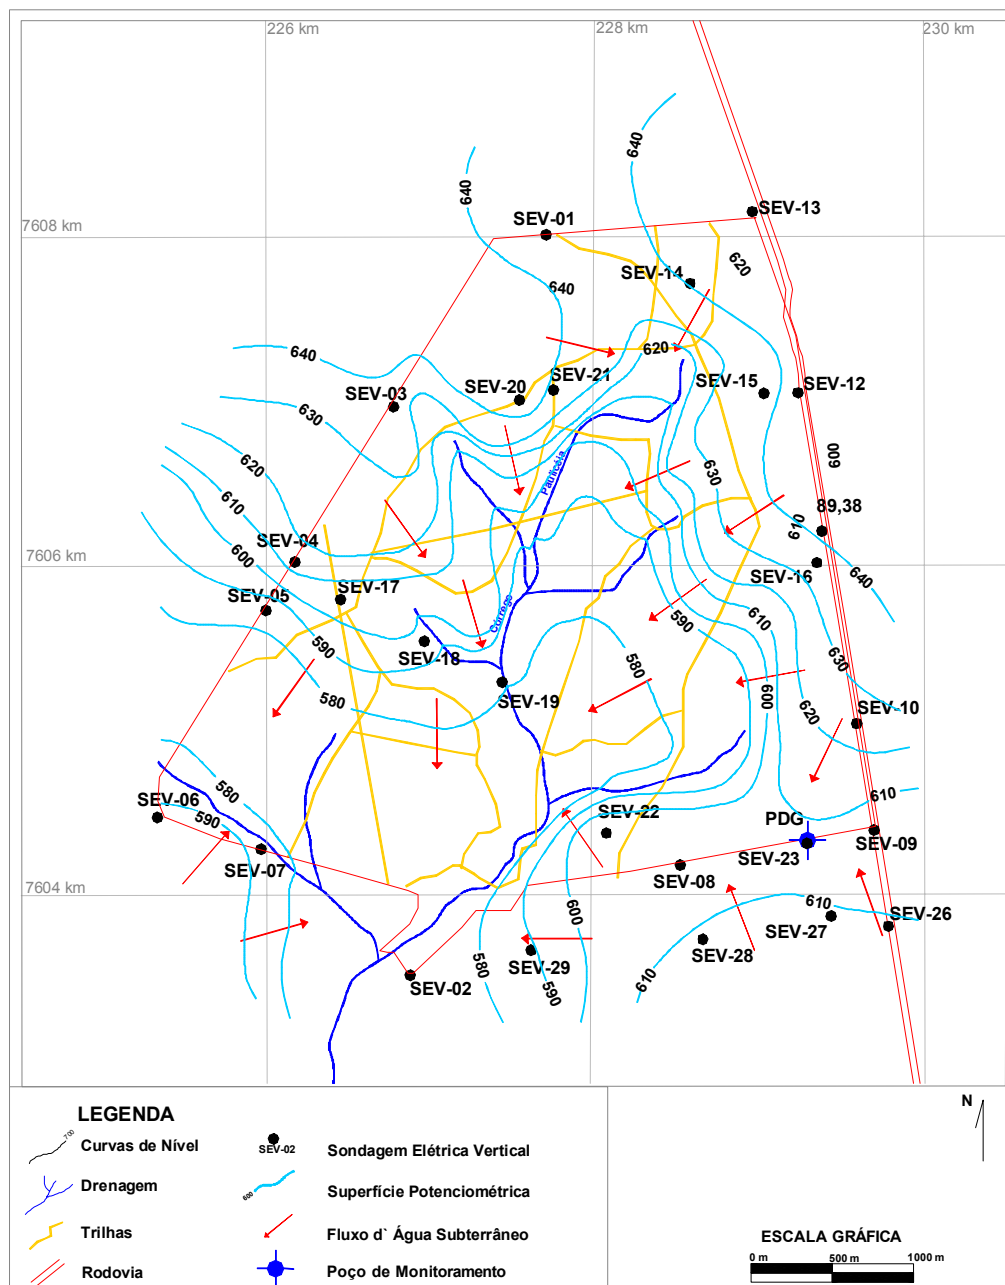 226 km
228 km
230 km
640
640
SEV-13
7608 km
SEV-01
620
SEV-14
640
640
620
SEV-21
SEV-20
SEV-15
SEV-12
SEV-03
630
600
Paulicéia
620
630
610
89,38
610
SEV-04
600
SEV-16
640
7606 km
SEV-05
SEV-17
Córrego
590
610
590
SEV-18
580
630
580
SEV-19
600
SEV-10
620
580
610
SEV-06
590
SEV-22
PDG
SEV-07
SEV-23
SEV-09
SEV-08
7604 km
600
610
SEV-26
SEV-27
580
SEV-29
SEV-28
SEV-02
590
610
LEGENDA
700
Curvas de Nível
SEV-02
Sondagem Elétrica Vertical
Drenagem
600
Superfície Potenciométrica
Trilhas
Fluxo d` Água Subterrâneo
Rodovia
Poço de Monitoramento
N
ESCALA GRÁFICA
0 m
500 m
1000 m